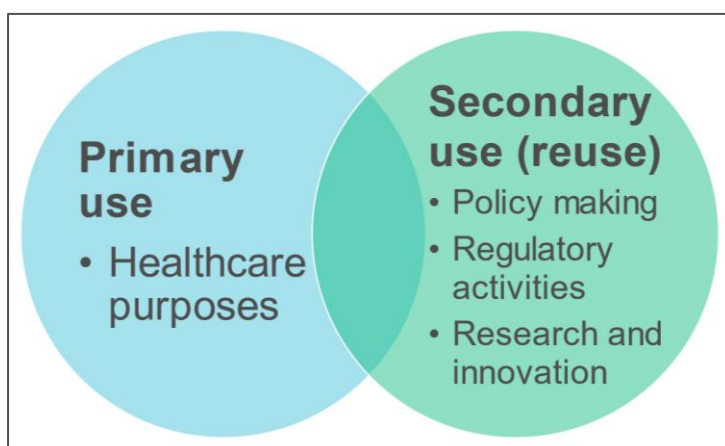 Primary
use
• Healthcare
purposes
Secondary
use (reuse)
• Policy making
• Regulatory
activities
• Research and
innovation